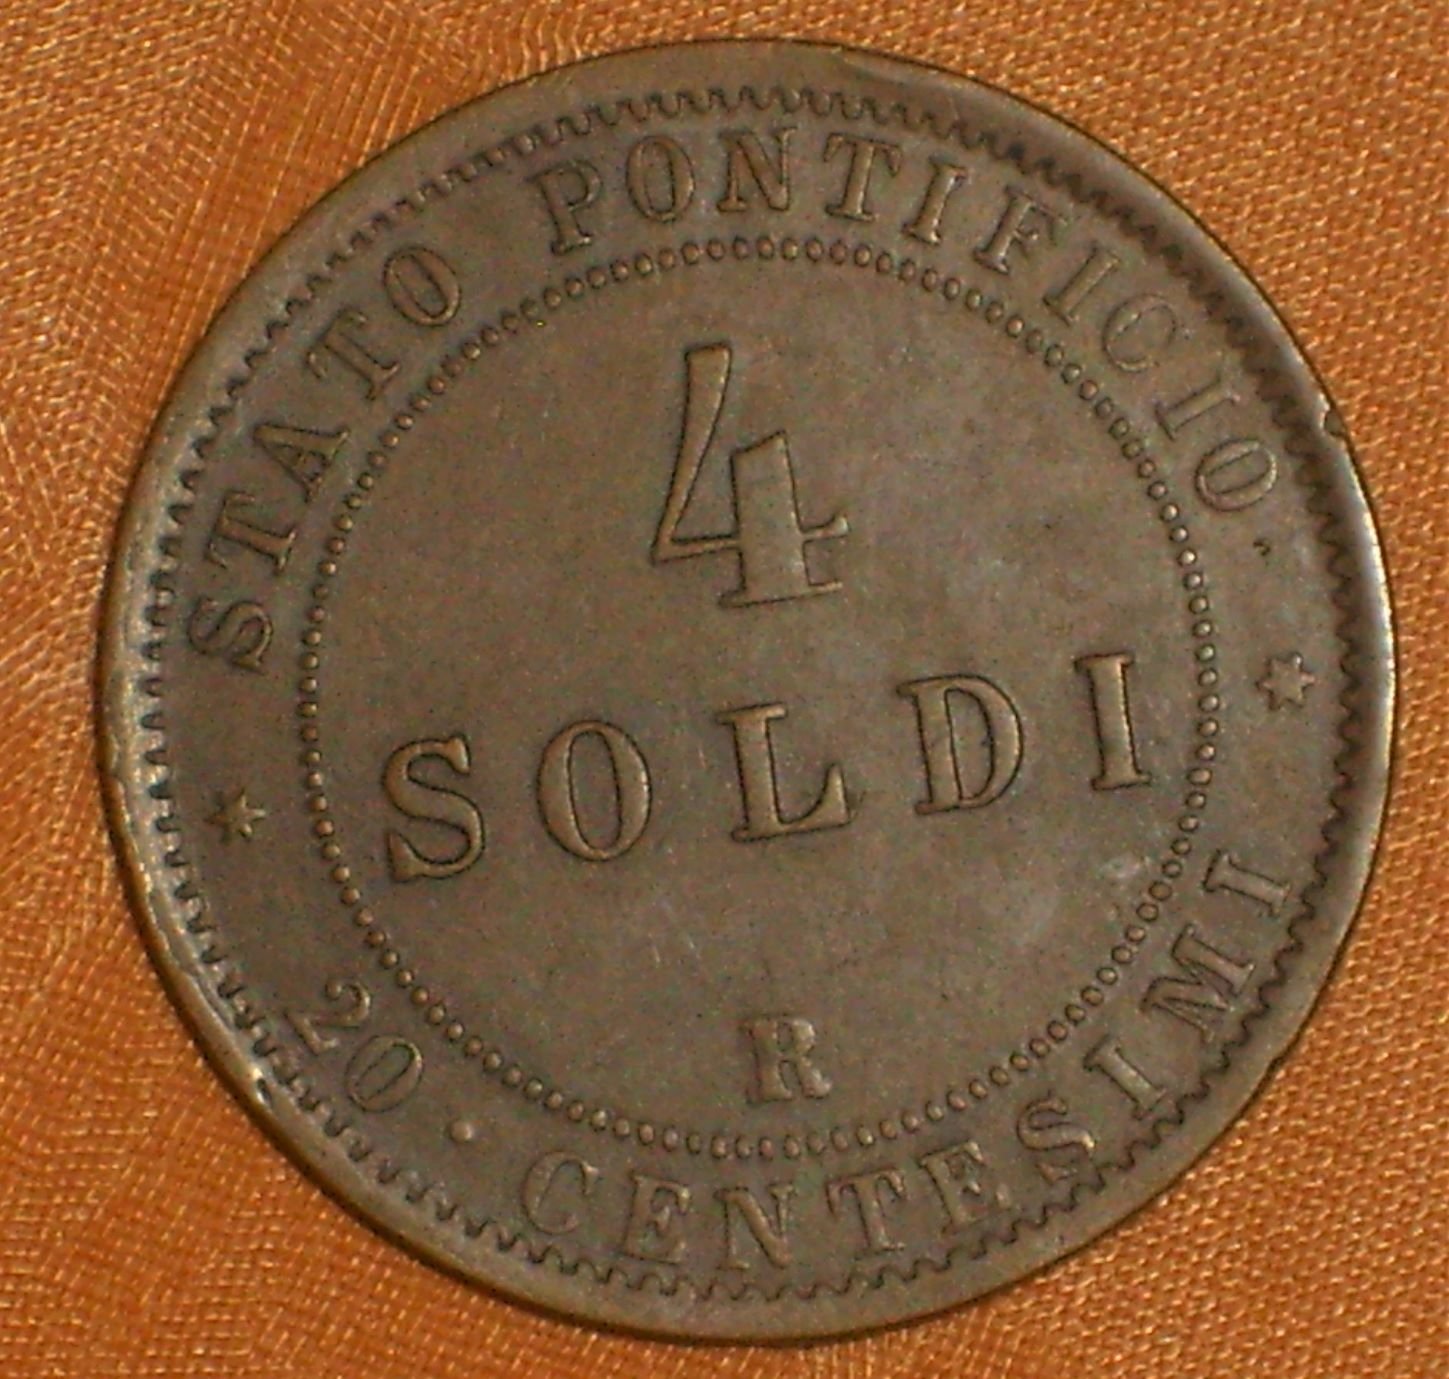 STATO PONTIFICIO.
4
SOLDI
R
20 · CENTESIMI